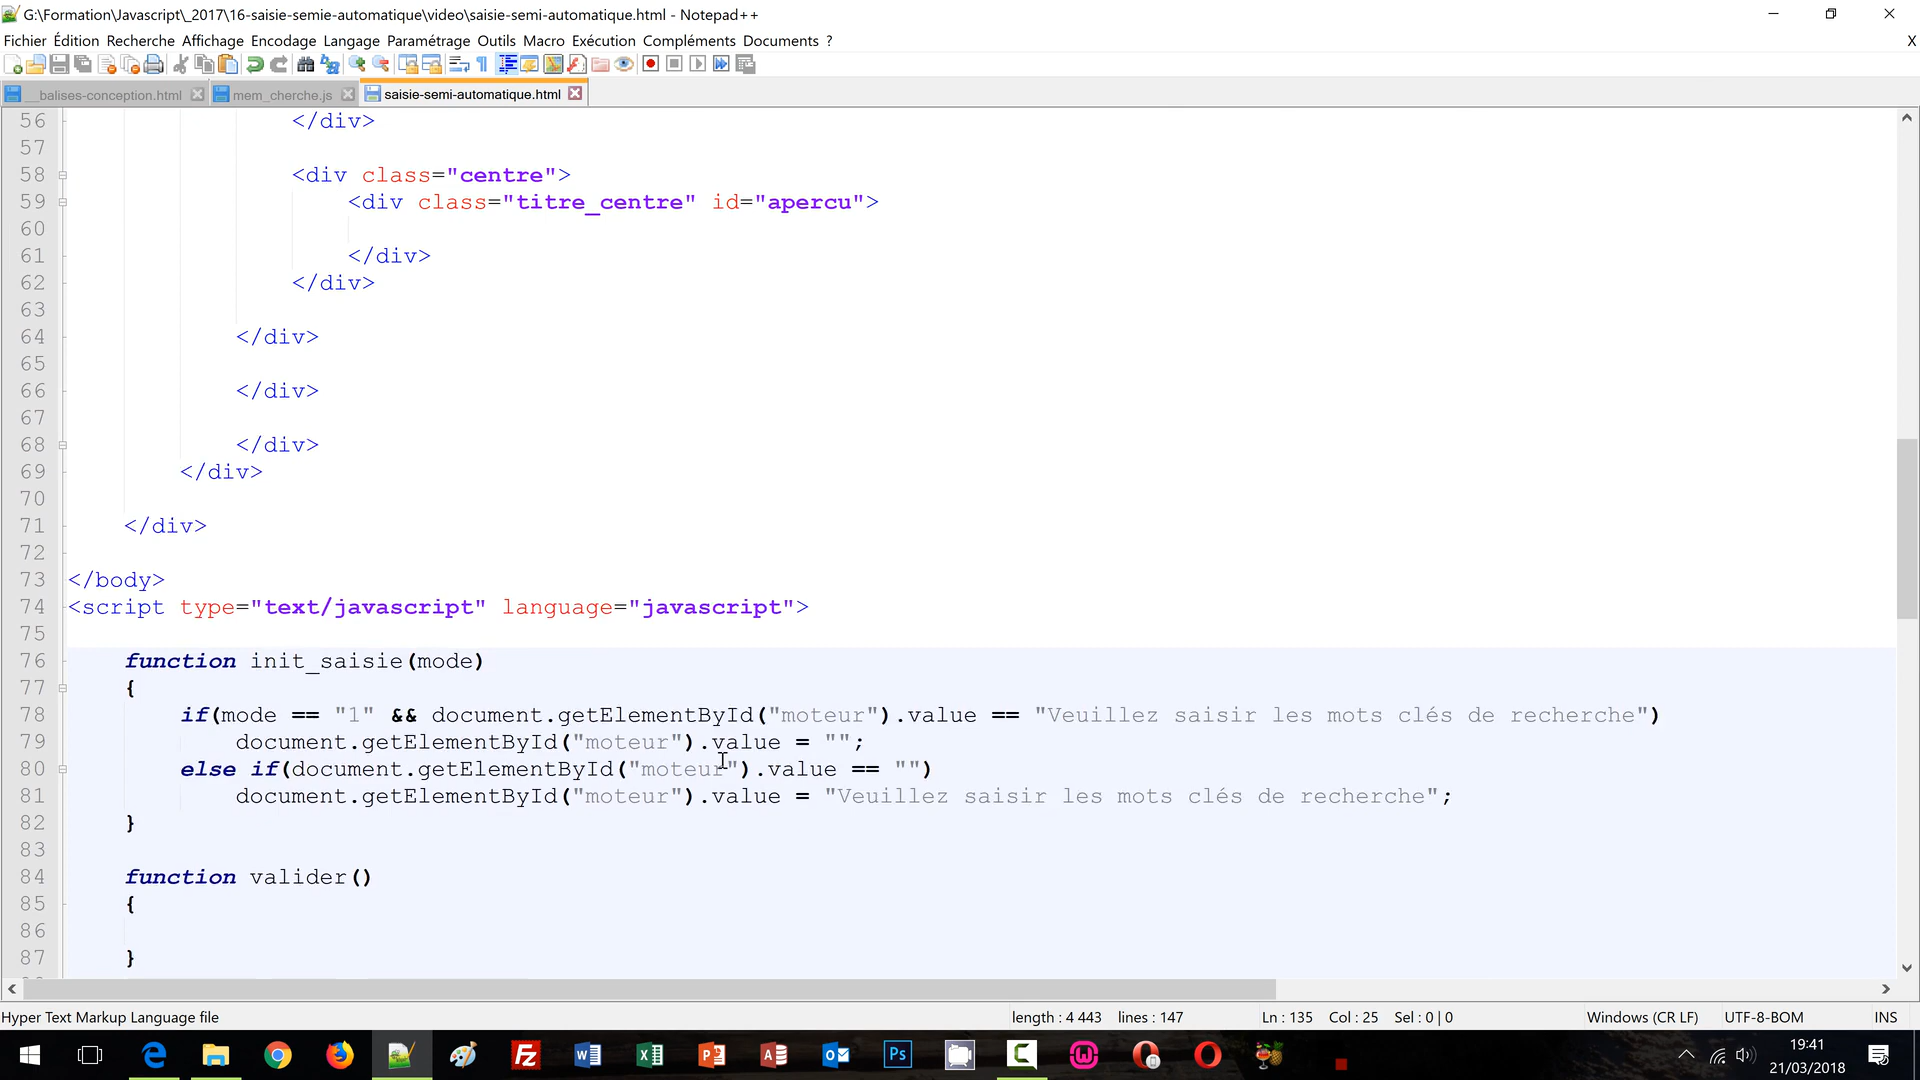 G:\Formation\Javascript\_2017\16-saisie-semie-automatique\video\saisie-semi-automatique.html - Notepad++
Fichier Édition Recherche Affichage Encodage Langage Paramétrage Outils Macro Exécution Compléments Documents ? X
__balises-conception.html mem_cherche.js saisie-semi-automatique.html
56 </div>
57
58 <div class="centre">
59 <div class="titre_centre" id="apercu">
60
61 </div>
62 </div>
63
64 </div>
65
66 </div>
67
68 </div>
69 </div>
70
71 </div>
72
73 </body>
74 <script type="text/javascript" language="javascript">
75
76 function init_saisie(mode)
77 {
78 if(mode == "1" && document.getElementById("moteur").value == "Veuillez saisir les mots clés de recherche")
79 document.getElementById("moteur").value = "";
80 else if(document.getElementById("moteur").value == "")
81 document.getElementById("moteur").value = "Veuillez saisir les mots clés de recherche";
82 }
83
84 function valider()
85 {
86
87 }
Hyper Text Markup Language file length : 4 443 lines : 147 Ln : 135 Col : 25 Sel : 0 | 0 Windows (CR LF) UTF-8-BOM INS
19:41
21/03/2018